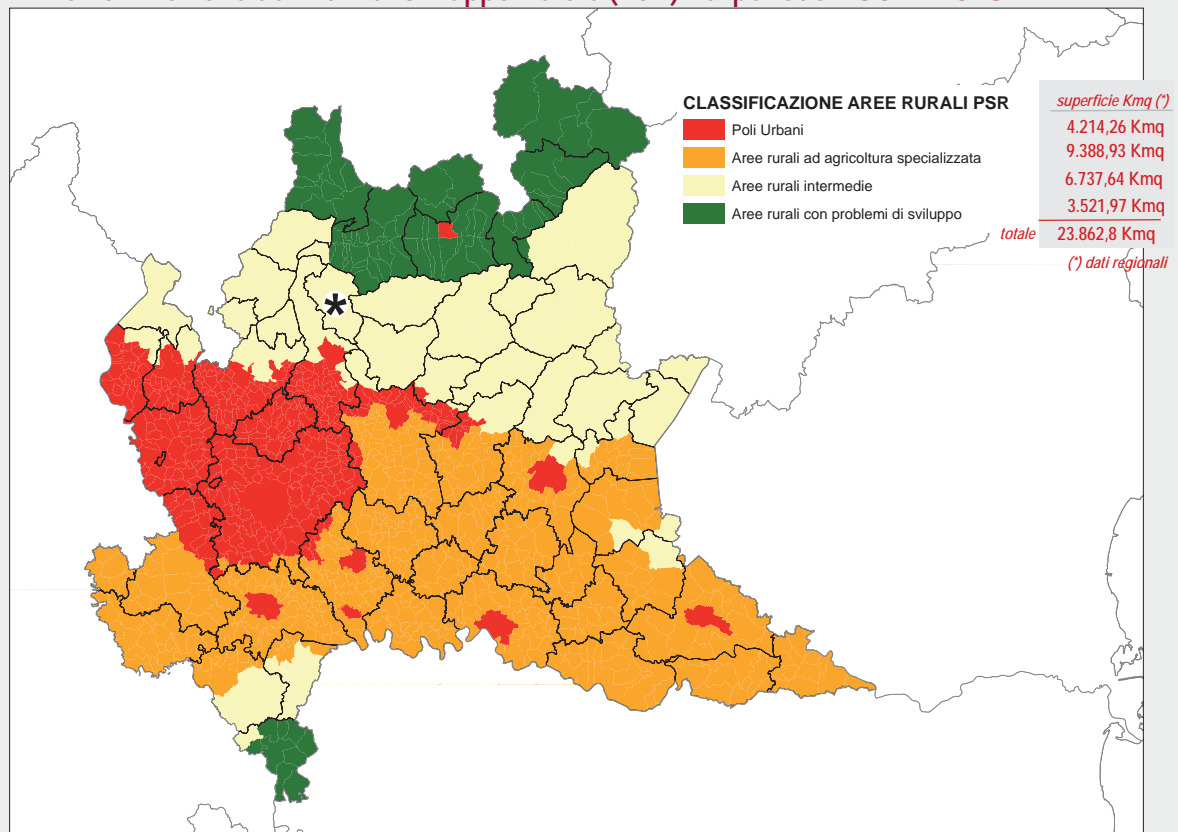 CLASSIFICAZIONE AREE RURALI PSR
superficie Kmq (*)
Poli Urbani
4.214,26 Kmq
Aree rurali ad agricoltura specializzata
9.388,93 Kmq
Aree rurali intermedie
6.737,64 Kmq
Aree rurali con problemi di sviluppo
3.521,97 Kmq
totale 23.862,8 Kmq
(*) dati regionali
*